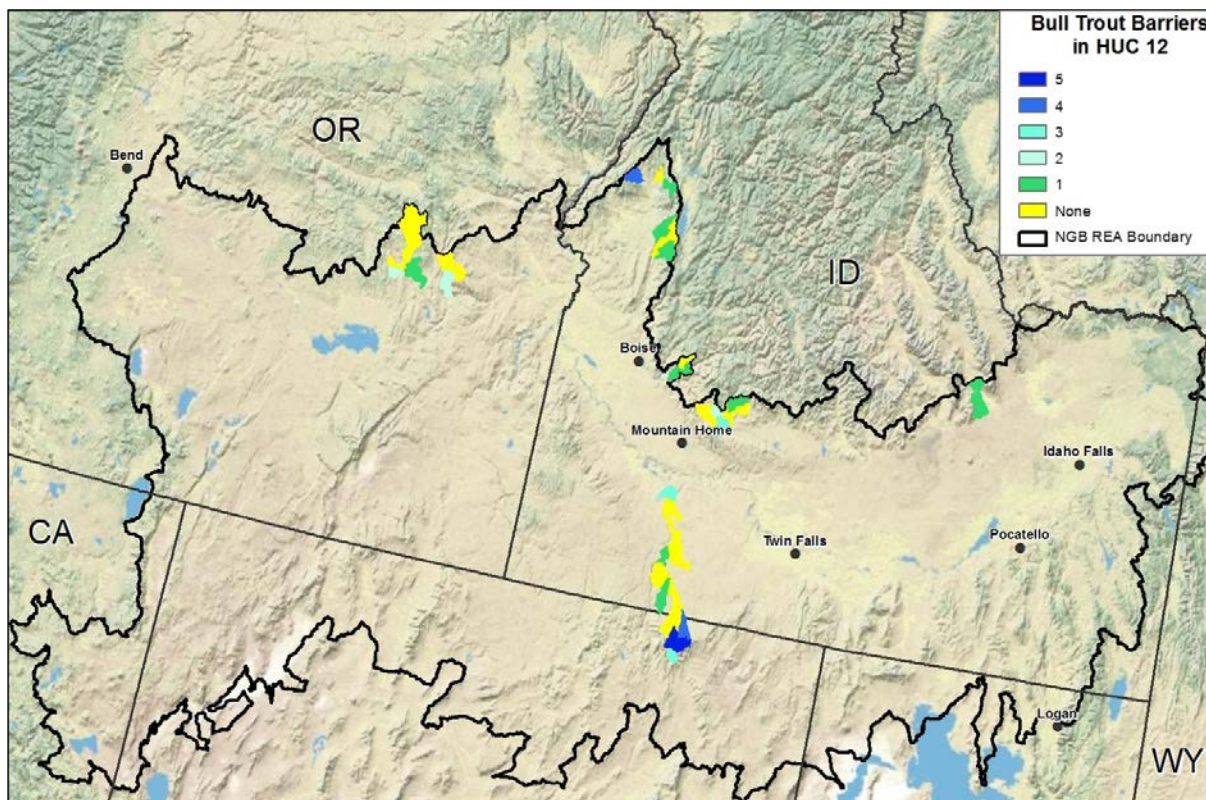 Bull Trout Barriers
in HUC 12
5
4
3
2
1
None
NGB REA Boundary
OR
Bend
ID
Boise
Mountain Home
Idaho Falls
CA
Twin Falls
Pocatello
Logan
WY